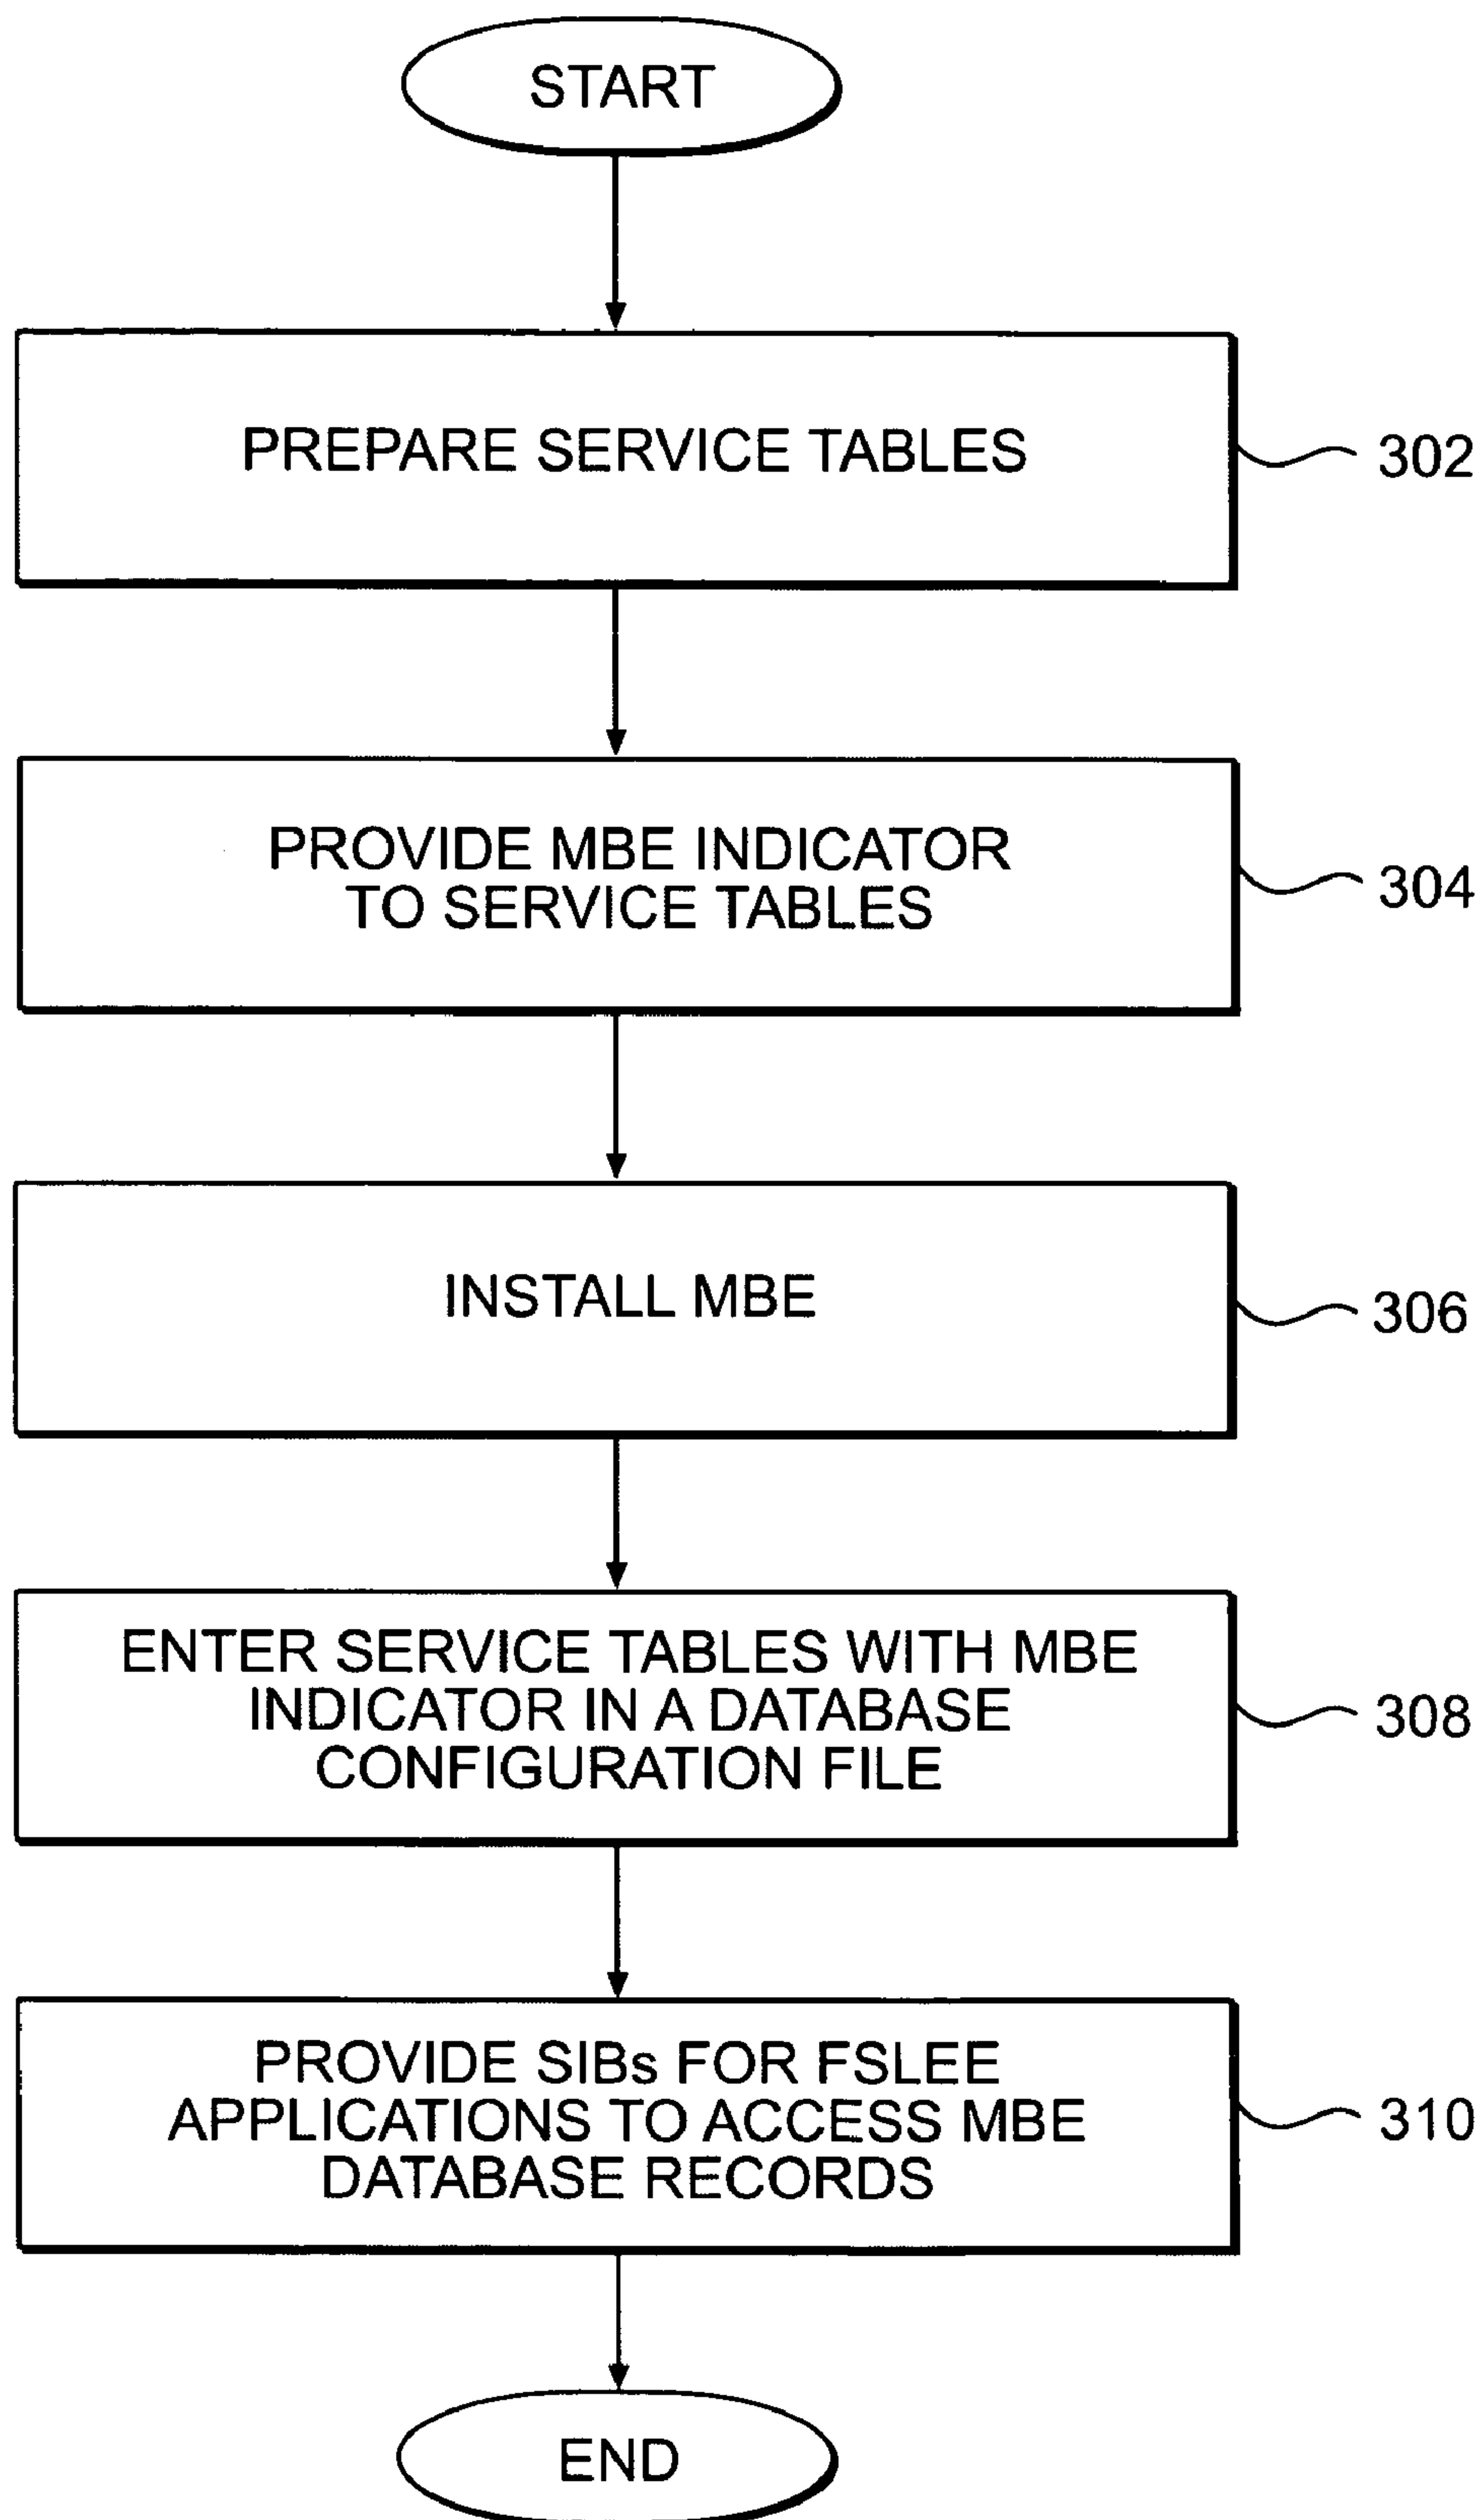 START
PREPARE SERVICE TABLES
302
PROVIDE MBE INDICATOR
TO SERVICE TABLES
304
INSTALL MBE
306
ENTER SERVICE TABLES WITH MBE
INDICATOR IN A DATABASE
CONFIGURATION FILE
308
PROVIDE SIBs FOR FSLEE
APPLICATIONS TO ACCESS MBE
DATABASE RECORDS
310
END